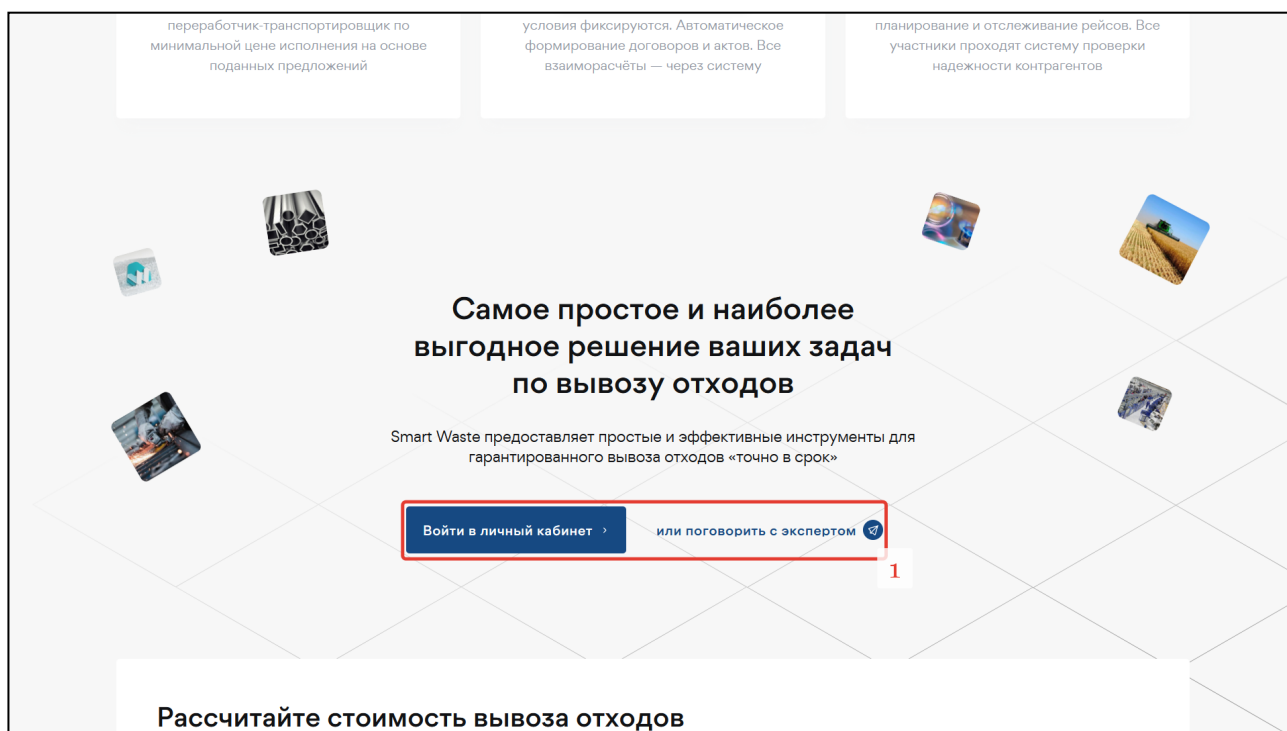 переработчик-транспортировщик по
минимальной цене исполнения на основе
поданных предложений
условия фиксируются. Автоматическое
формирование договоров и актов. Все
взаиморасчёты — через систему
планирование и отслеживание рейсов. Все
участники проходят систему проверки
надежности контрагентов
Самое простое и наиболее
выгодное решение ваших задач
по вывозу отходов
Smart Waste предоставляет простые и эффективные инструменты для
гарантированного вывоза отходов «точно в срок»
Войти в личный кабинет ›
или поговорить с экспертом
1
Рассчитайте стоимость вывоза отходов